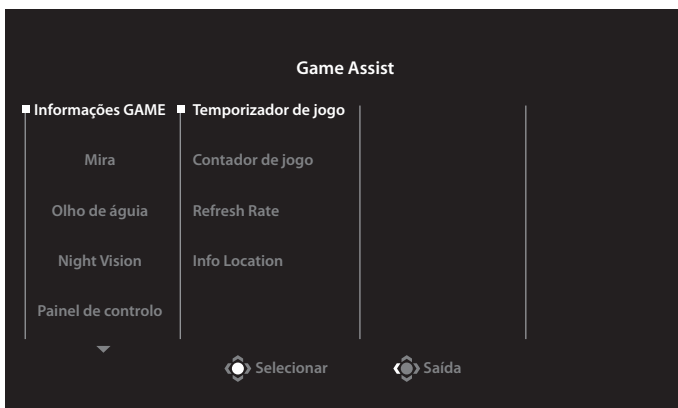 Game Assist
Informações GAME
Temporizador de jogo
Mira
Contador de jogo
Olho de águia
Refresh Rate
Night Vision
Info Location
Painel de controlo
Selecionar
Saída